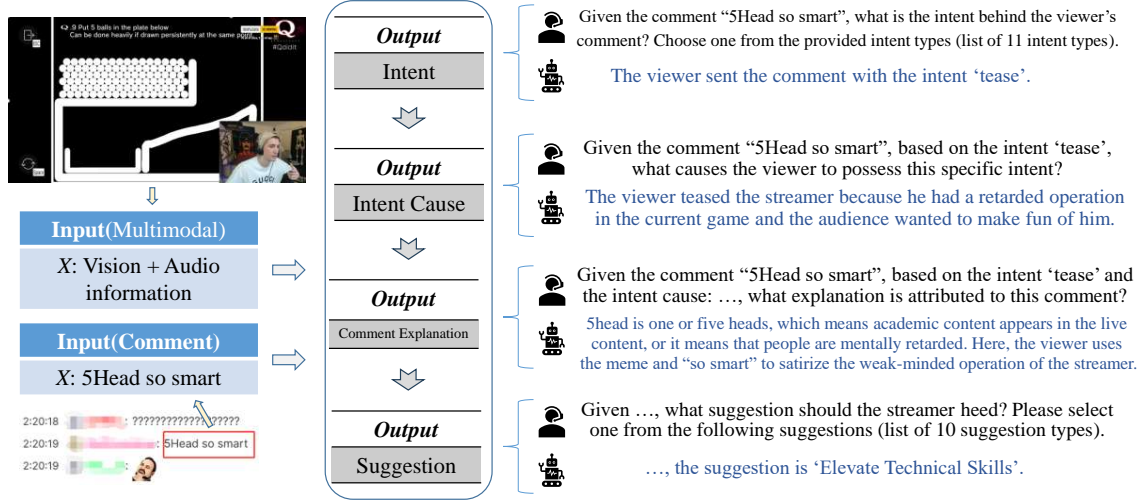 Q 9 Put 5 balls in the plate below
Can be done heavily if drawn persistently at the same point
Q
#QoldIt
GUCCI
Input(Multimodal)
X: Vision + Audio
information
Input(Comment)
X: 5Head so smart
2:20:18 : ???????????????????
2:20:19 : 5Head so smart
2:20:19 :
Output
Intent
Output
Intent Cause
Output
Comment Explanation
Output
Suggestion
Given the comment “5Head so smart”, what is the intent behind the viewer’s
comment? Choose one from the provided intent types (list of 11 intent types).
The viewer sent the comment with the intent ‘tease’.
Given the comment “5Head so smart”, based on the intent ‘tease’,
what causes the viewer to possess this specific intent?
The viewer teased the streamer because he had a retarded operation
in the current game and the audience wanted to make fun of him.
Given the comment “5Head so smart”, based on the intent ‘tease’ and
the intent cause: …, what explanation is attributed to this comment?
5head is one or five heads, which means academic content appears in the live
content, or it means that people are mentally retarded. Here, the viewer uses
the meme and “so smart” to satirize the weak-minded operation of the streamer.
Given …, what suggestion should the streamer heed? Please select
one from the following suggestions (list of 10 suggestion types).
…, the suggestion is ‘Elevate Technical Skills’.